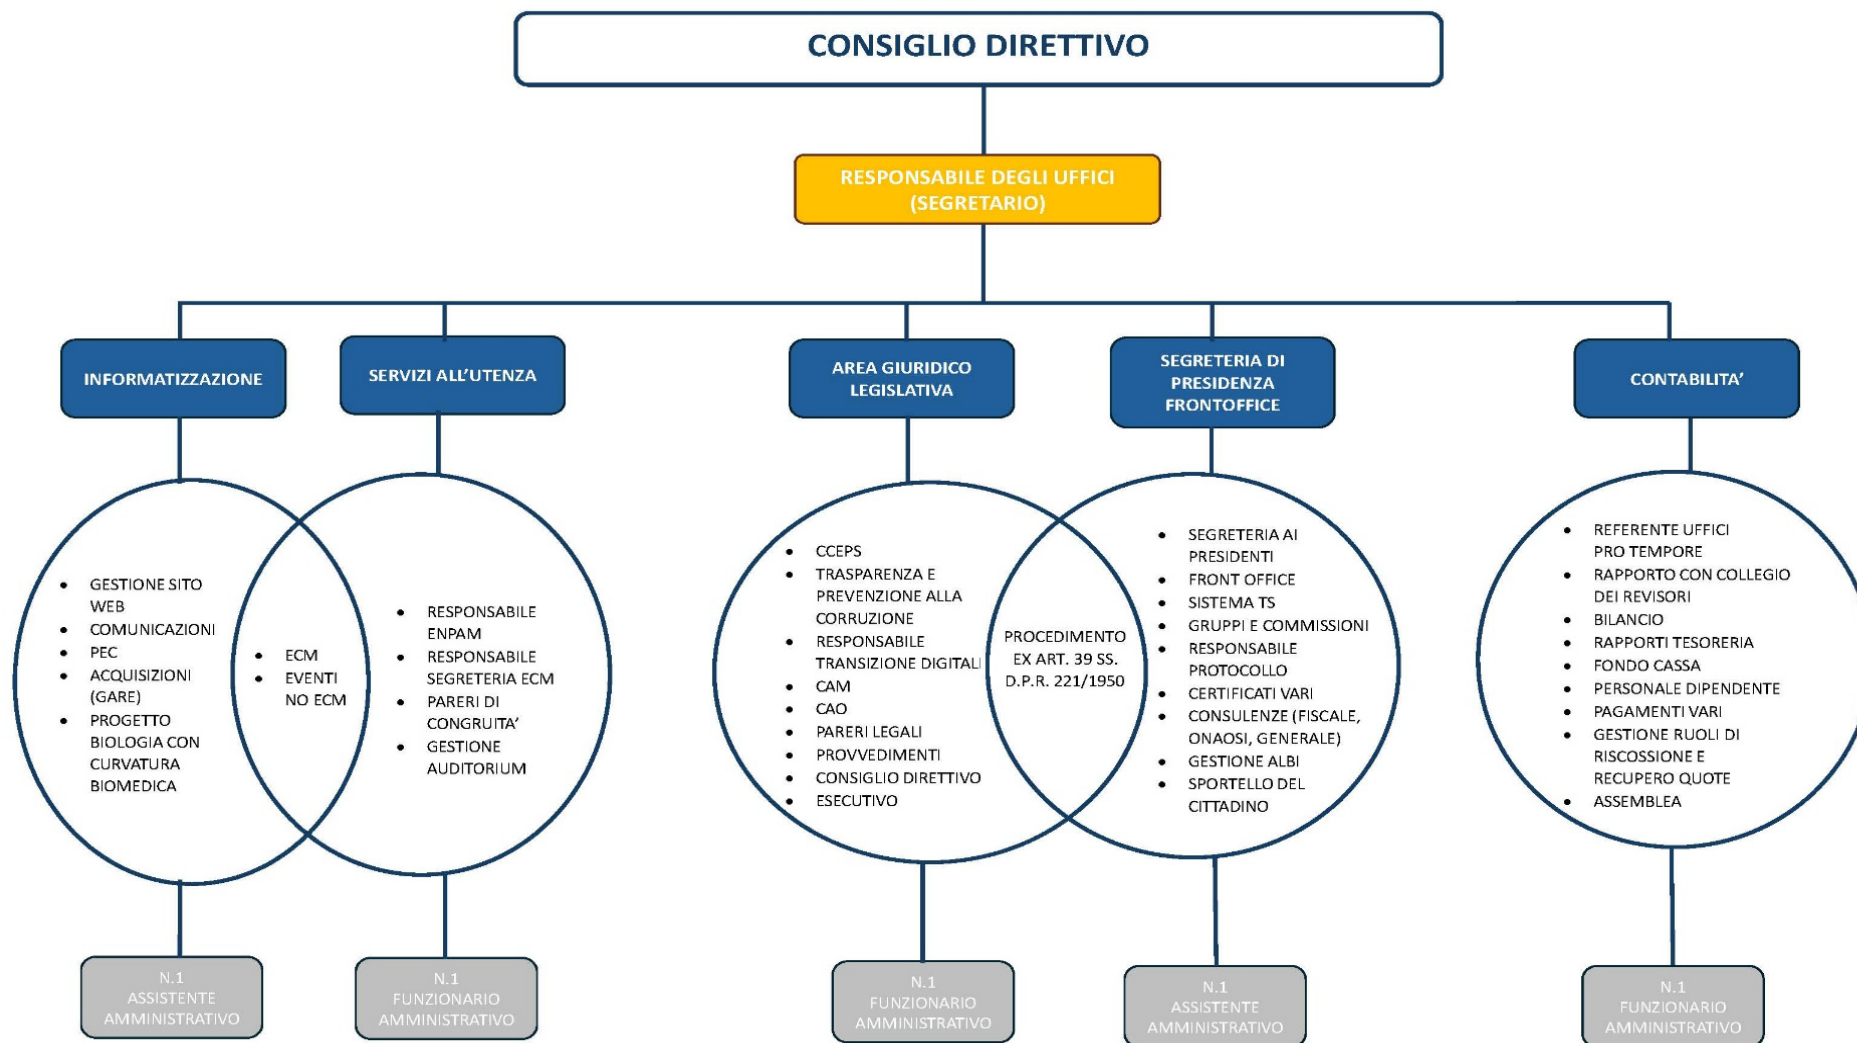 CONSIGLIO DIRETTIVO
RESPONSABILE DEGLI UFFICI
(SEGRETARIO)
INFORMATIZZAZIONE
SERVIZI ALL'UTENZA
AREA GIURIDICO
LEGISLATIVA
SEGRETERIA DI
PRESIDENZA
FRONTOFFICE
CONTABILITA'
• GESTIONE SITO
WEB
• COMUNICAZIONI
• PEC
• ACQUISIZIONI
(GARE)
• PROGETTO
BIOLOGIA CON
CURVATURA
BIOMEDICA
• ECM
• EVENTI
NO ECM
• RESPONSABILE
ENPAM
• RESPONSABILE
SEGRETERIA ECM
• PARERI DI
CONGRUITA'
• GESTIONE
AUDITORIUM
• CCEPS
• TRASPARENZA E
PREVENZIONE ALLA
CORRUZIONE
• RESPONSABILE
TRANSIZIONE DIGITALI
• CAM
• CAO
• PARERI LEGALI
• PROVVEDIMENTI
• CONSIGLIO DIRETTIVO
• ESECUTIVO
PROCEDIMENTO
EX ART. 39 SS.
D.P.R. 221/1950
• SEGRETERIA AI
PRESIDENTI
• FRONT OFFICE
• SISTEMA TS
• GRUPPI E COMMISSIONI
• RESPONSABILE
PROTOCOLLO
• CERTIFICATI VARI
• CONSULENZE (FISCALE,
ONAOSI, GENERALE)
• GESTIONE ALBI
• SPORTELLO DEL
CITTADINO
• REFERENTE UFFICI
PRO TEMPORE
• RAPPORTO CON COLLEGIO
DEI REVISORI
• BILANCIO
• RAPPORTI TESORERIA
• FONDO CASSA
• PERSONALE DIPENDENTE
• PAGAMENTI VARI
• GESTIONE RUOLI DI
RISCOSSIONE E
RECUPERO QUOTE
• ASSEMBLEA
N.1
ASSISTENTE
AMMINISTRATIVO
N.1
FUNZIONARIO
AMMINISTRATIVO
N.1
FUNZIONARIO
AMMINISTRATIVO
N.1
ASSISTENTE
AMMINISTRATIVO
N.1
FUNZIONARIO
AMMINISTRATIVO